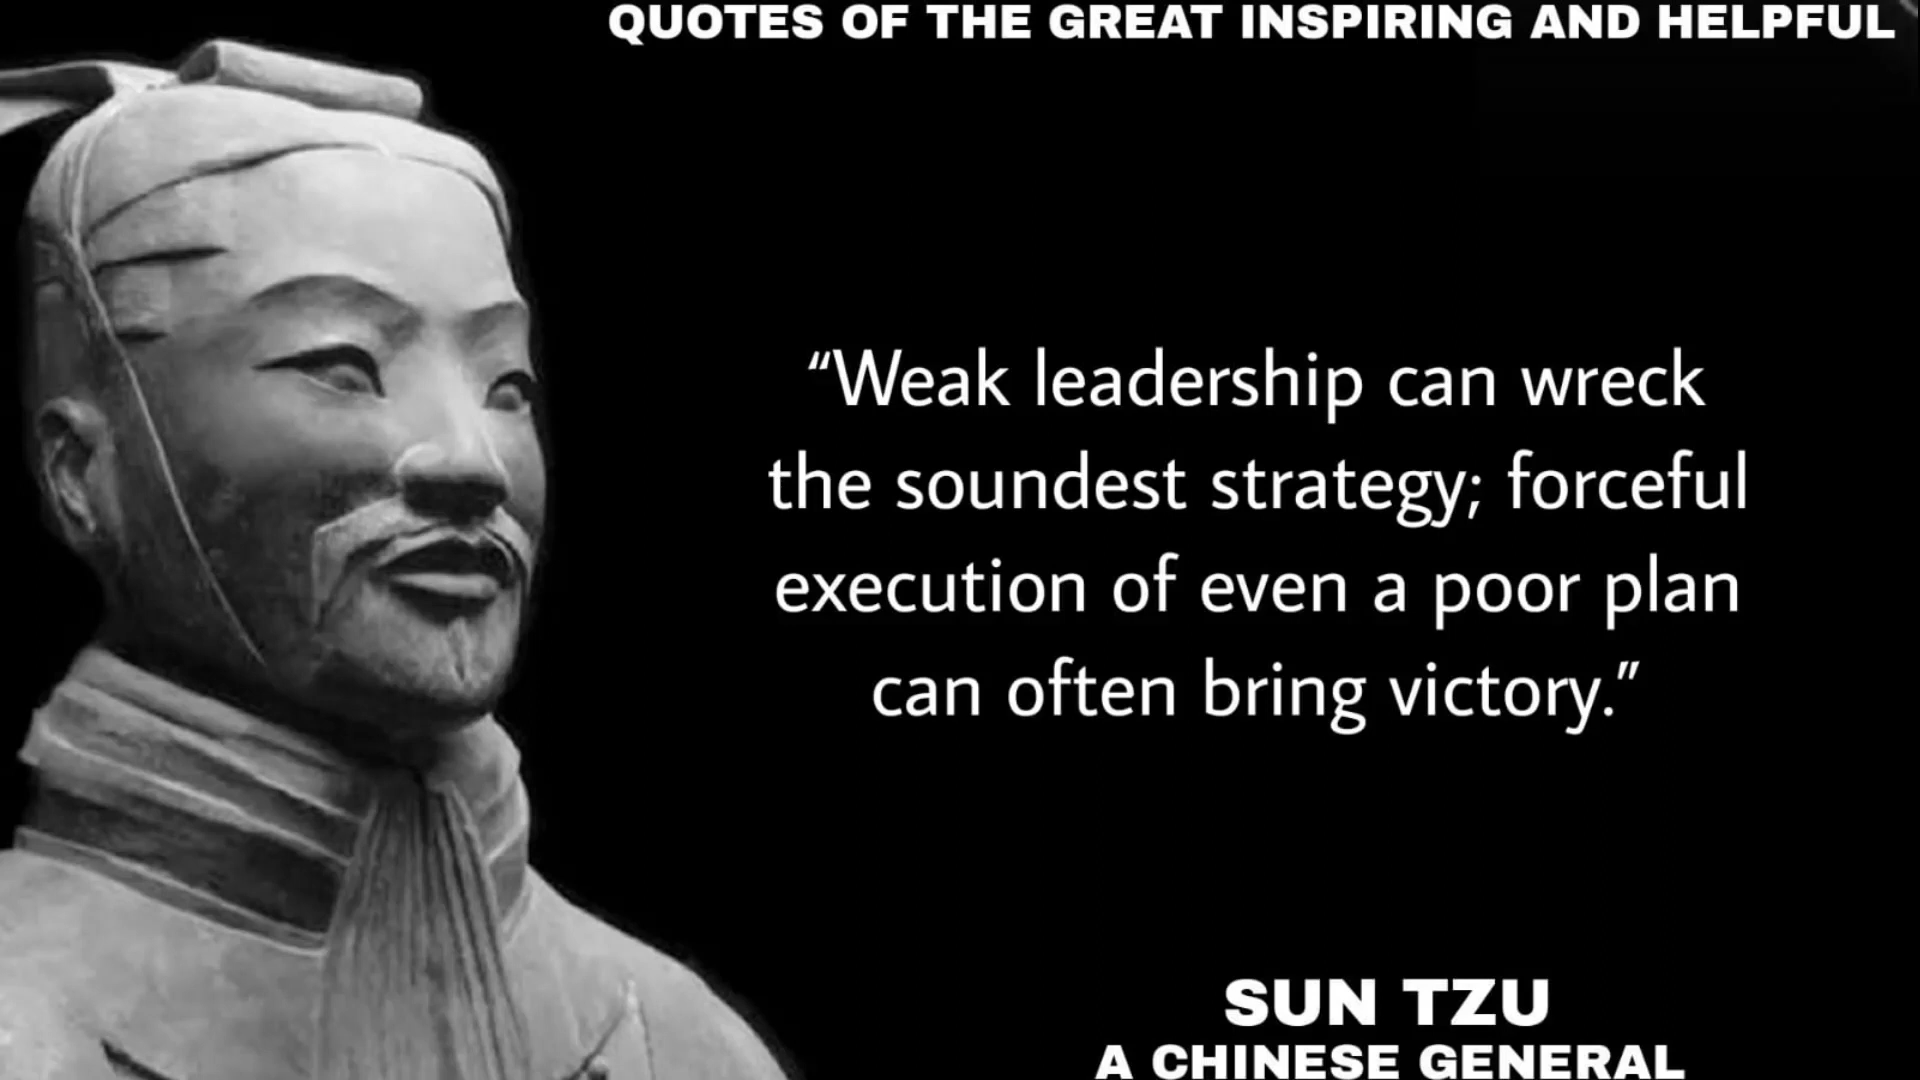 QUOTES OF THE GREAT INSPIRING AND HELPFUL
“Weak leadership can wreck
the soundest strategy; forceful
execution of even a poor plan
can often bring victory.”
SUN TZU
A CHINESE GENERAL